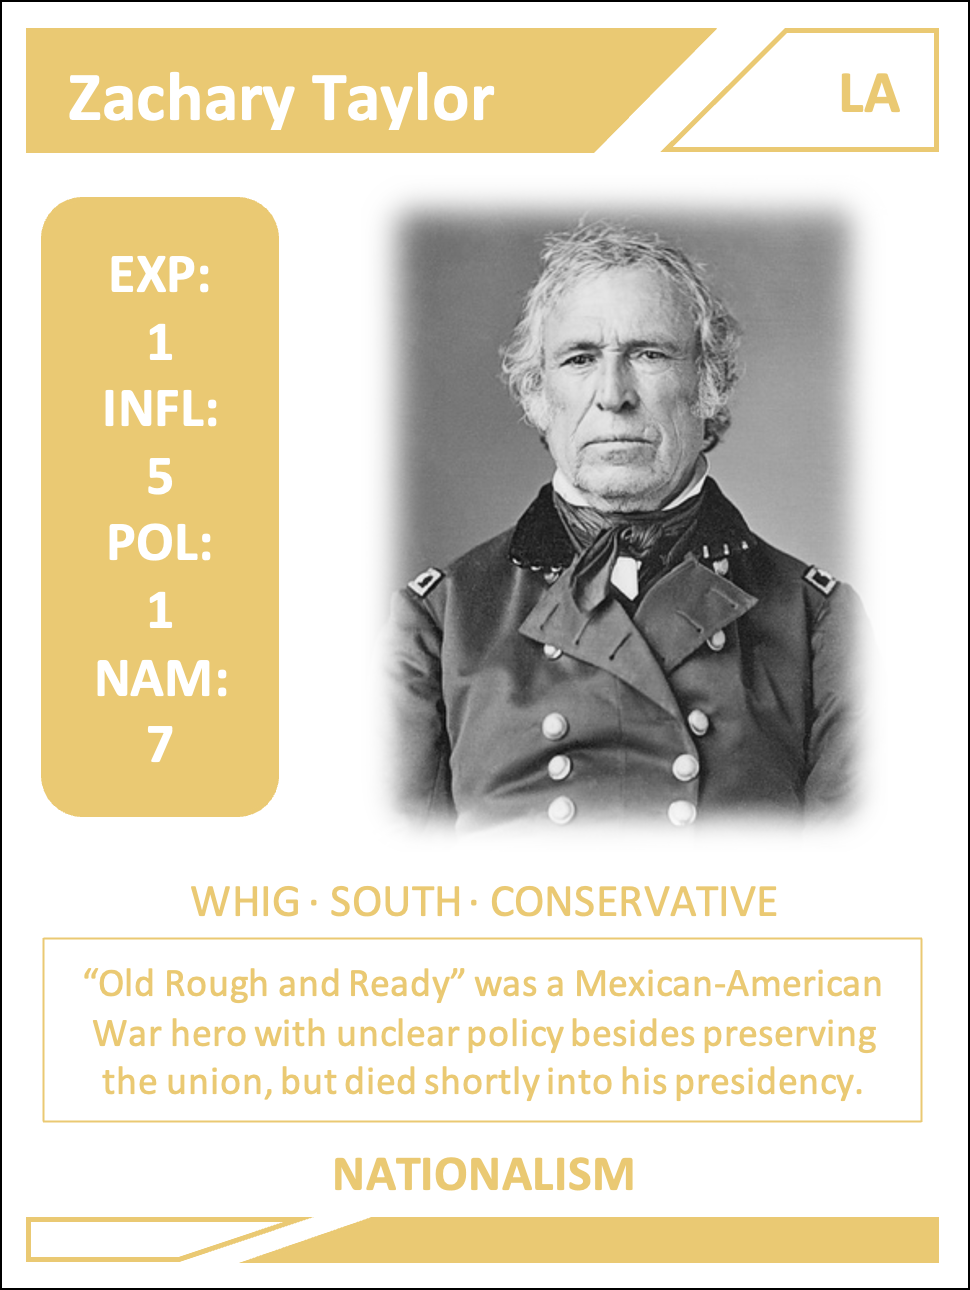 Zachary Taylor
LA
EXP:
1
INFL:
5
POL:
1
NAM:
7
WHIG · SOUTH · CONSERVATIVE
“Old Rough and Ready” was a Mexican-American
War hero with unclear policy besides preserving
the union, but died shortly into his presidency.
NATIONALISM